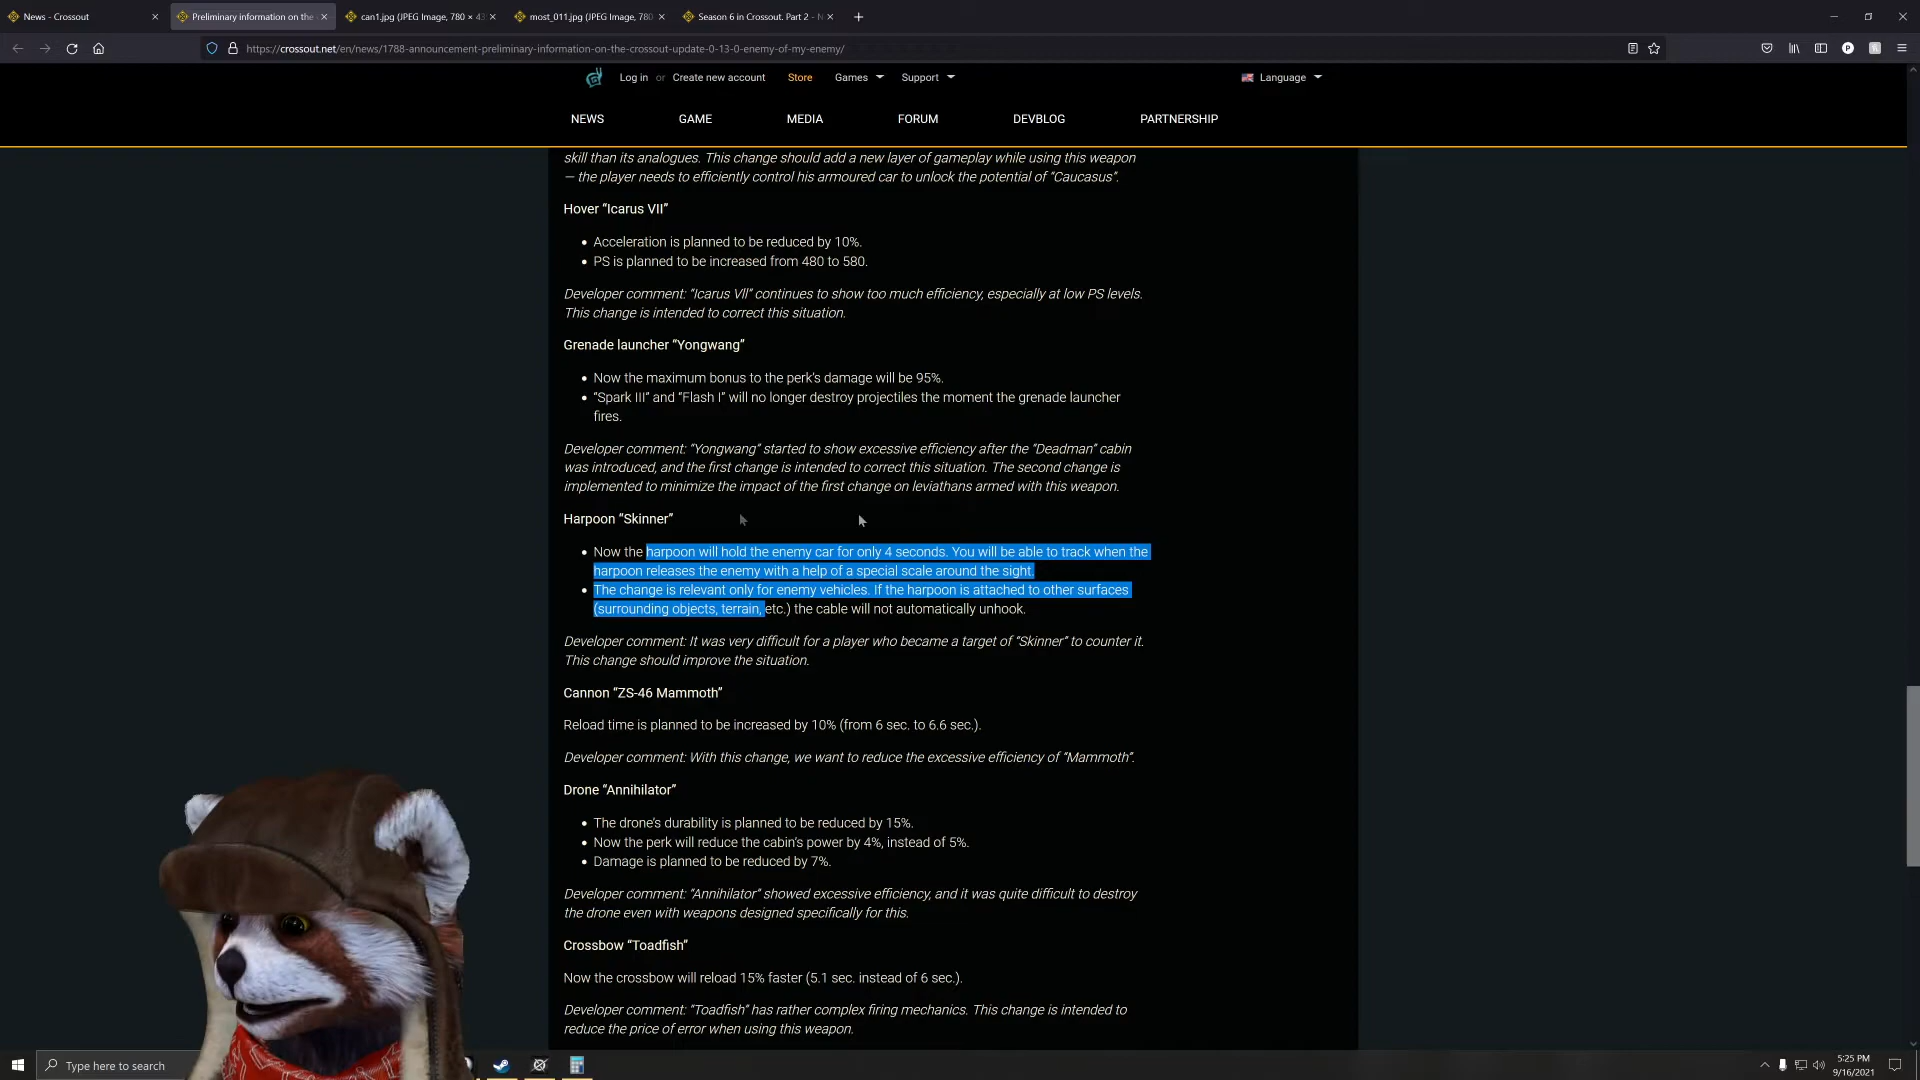 News - Crossout
Preliminary information on the
can1.jpg (JPEG Image, 780 × 43
most_011.jpg (JPEG Image, 780
Season 6 in Crossout. Part 2 - N
https://crossout.net/en/news/1788-announcement-preliminary-information-on-the-crossout-update-0-13-0-enemy-of-my-enemy/
Log in or Create new account Store Games Support Language
NEWS GAME MEDIA FORUM DEVBLOG PARTNERSHIP
skill than its analogues. This change should add a new layer of gameplay while using this weapon
— the player needs to efficiently control his armoured car to unlock the potential of “Caucasus”.
Hover “Icarus VII”
• Acceleration is planned to be reduced by 10%.
• PS is planned to be increased from 480 to 580.
Developer comment: “Icarus Vll” continues to show too much efficiency, especially at low PS levels.
This change is intended to correct this situation.
Grenade launcher “Yongwang”
• Now the maximum bonus to the perk’s damage will be 95%.
• “Spark III” and “Flash I” will no longer destroy projectiles the moment the grenade launcher
fires.
Developer comment: “Yongwang” started to show excessive efficiency after the “Deadman” cabin
was introduced, and the first change is intended to correct this situation. The second change is
implemented to minimize the impact of the first change on leviathans armed with this weapon.
Harpoon “Skinner”
• Now the harpoon will hold the enemy car for only 4 seconds. You will be able to track when the
harpoon releases the enemy with a help of a special scale around the sight.
• The change is relevant only for enemy vehicles. If the harpoon is attached to other surfaces
(surrounding objects, terrain, etc.) the cable will not automatically unhook.
Developer comment: It was very difficult for a player who became a target of “Skinner” to counter it.
This change should improve the situation.
Cannon “ZS-46 Mammoth”
Reload time is planned to be increased by 10% (from 6 sec. to 6.6 sec.).
Developer comment: With this change, we want to reduce the excessive efficiency of “Mammoth”.
Drone “Annihilator”
• The drone’s durability is planned to be reduced by 15%.
• Now the perk will reduce the cabin’s power by 4%, instead of 5%.
• Damage is planned to be reduced by 7%.
Developer comment: “Annihilator” showed excessive efficiency, and it was quite difficult to destroy
the drone even with weapons designed specifically for this.
Crossbow “Toadfish”
Now the crossbow will reload 15% faster (5.1 sec. instead of 6 sec.).
Developer comment: “Toadfish” has rather complex firing mechanics. This change is intended to
reduce the price of error when using this weapon.
Type here to search
5:25 PM
9/16/2021